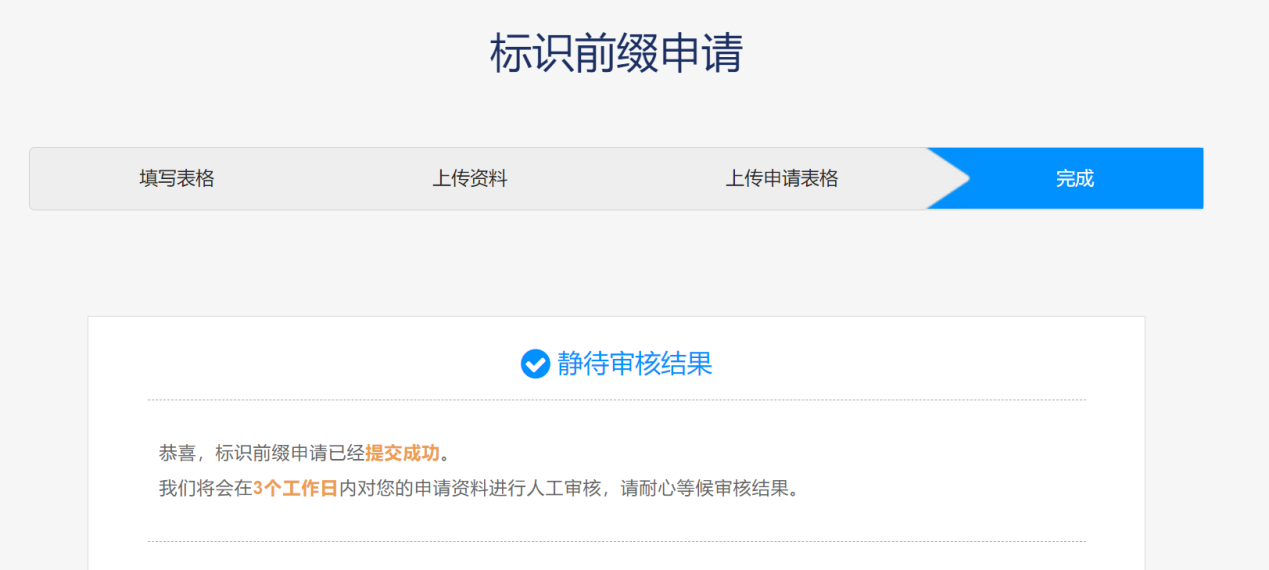 标识前缀申请
填写表格
上传资料
上传申请表格
完成
静待审核结果
恭喜，标识前缀申请已经提交成功。
我们将会在3个工作日内对您的申请资料进行人工审核，请耐心等候审核结果。